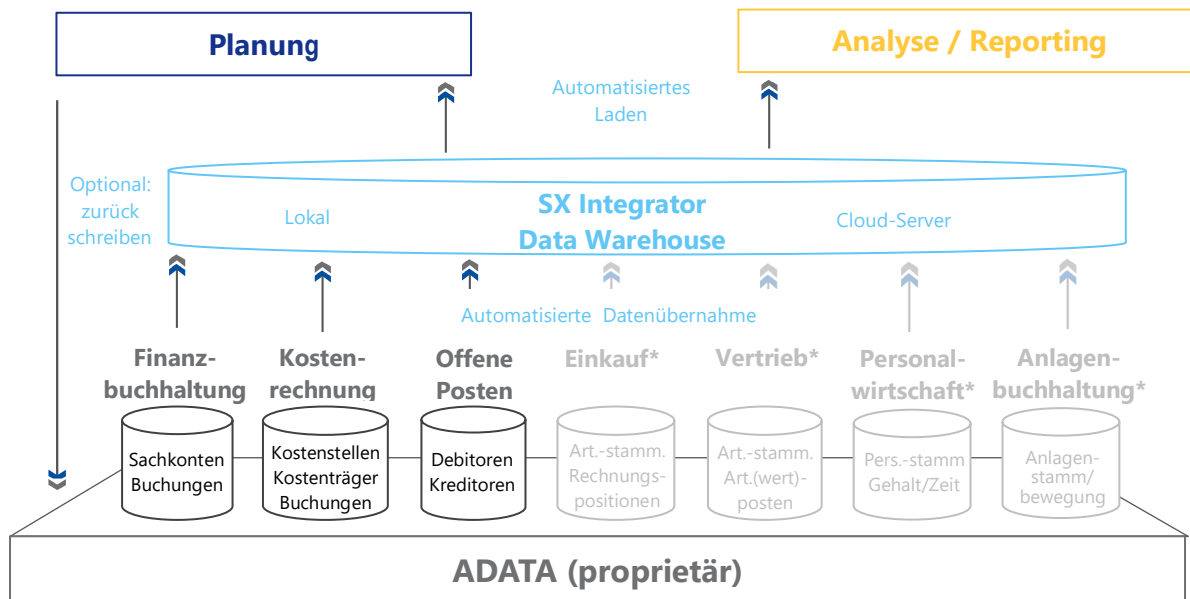 Planung
Analyse / Reporting
Automatisiertes
Laden
Optional:
zurück
schreiben
SX Integrator
Data Warehouse
Lokal
Cloud-Server
Automatisierte Datenübernahme
Finanz-
buchhaltung
Kosten-
rechnung
Offene
Posten
Einkauf*
Vertrieb*
Personal-
wirtschaft*
Anlagen-
buchhaltung*
Sachkonten
Buchungen
Kostenstellen
Kostenträger
Buchungen
Debitoren
Kreditoren
Art.-stamm.
Rechnungs-
positionen
Art.-stamm.
Art.(wert)-
posten
Pers.-stamm
Gehalt/Zeit
Anlagen-
stamm/
bewegung
ADATA (proprietär)